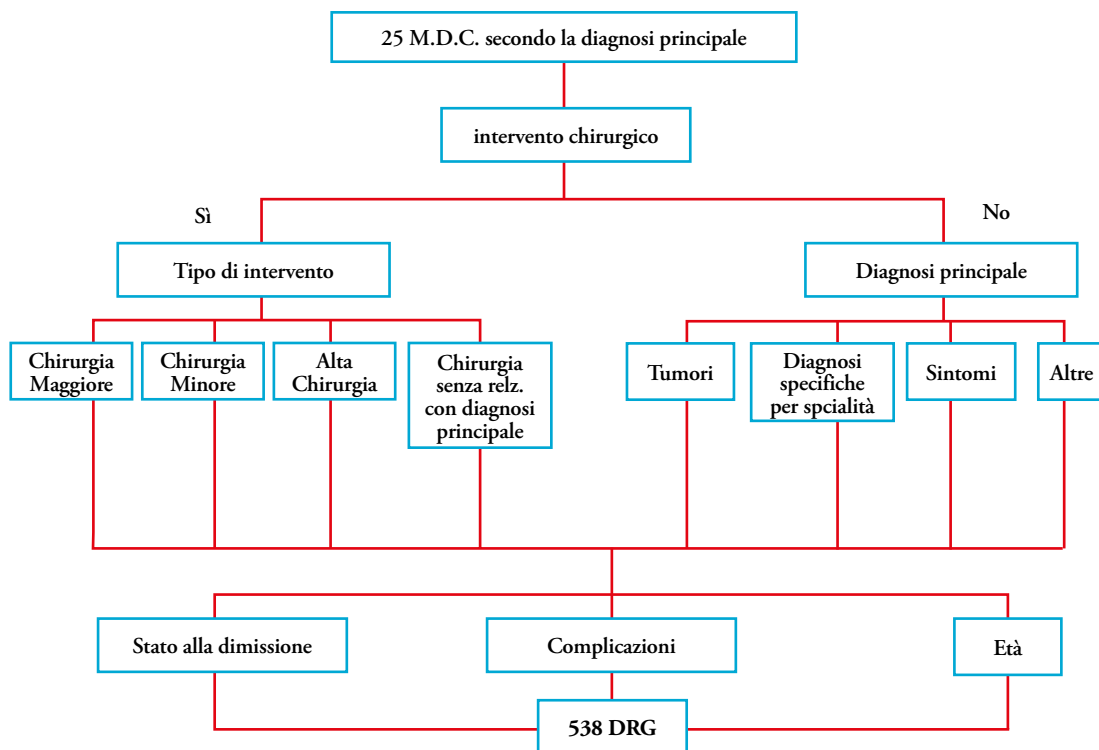 25 M.D.C. secondo la diagnosi principale
intervento chirurgico
Sì
No
Tipo di intervento
Diagnosi principale
Chirurgia
Maggiore
Chirurgia
Minore
Alta
Chirurgia
Chirurgia
senza relz.
con diagnosi
principale
Tumori
Diagnosi
specifiche
per spcialità
Sintomi
Altre
Stato alla dimissione
Complicazioni
Età
538 DRG